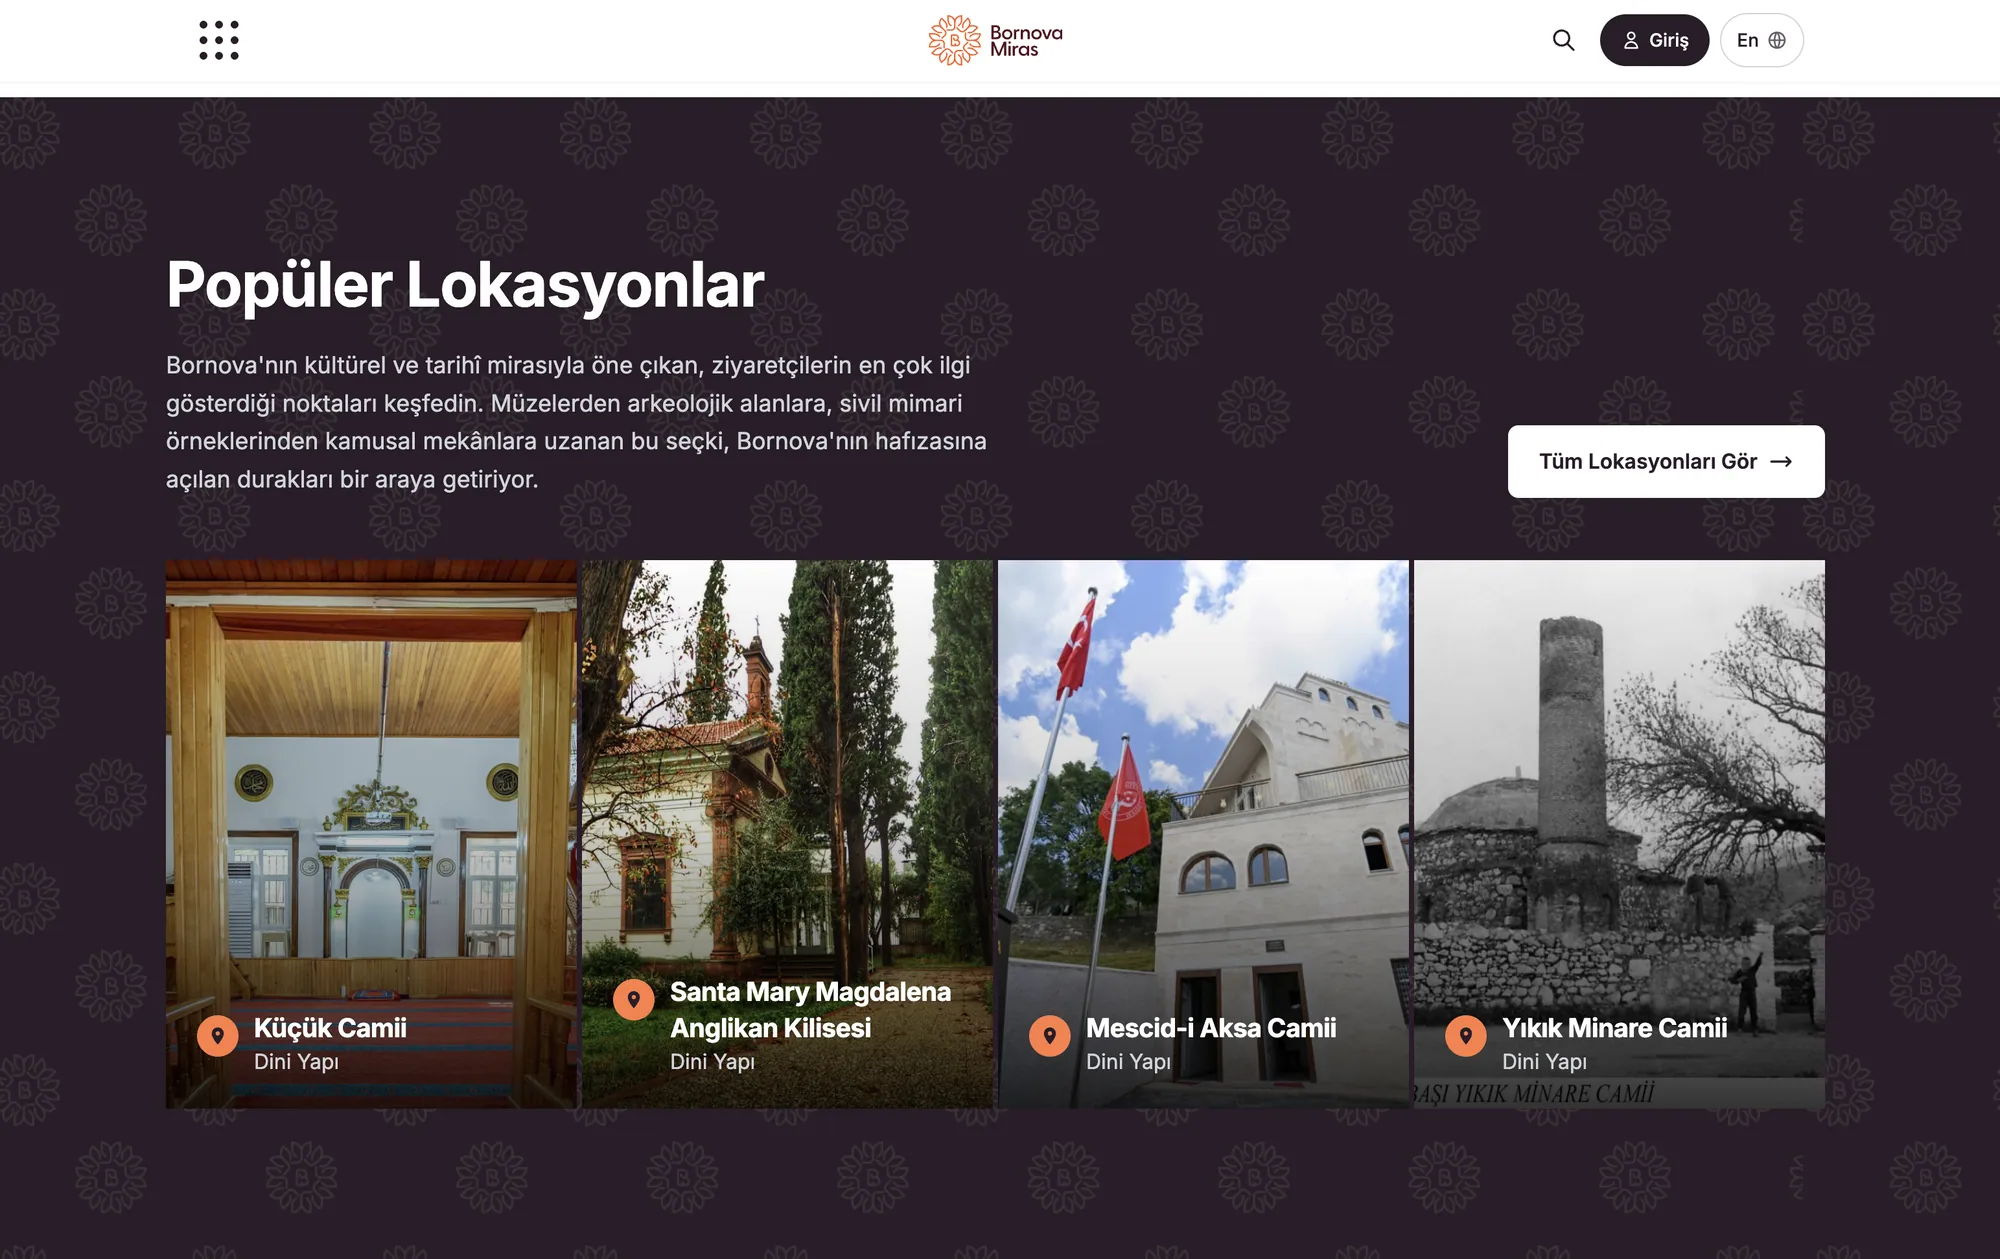 Bornova
Miras
Giriş
En
Popüler Lokasyonlar
Bornova'nın kültürel ve tarihî mirasıyla öne çıkan, ziyaretçilerin en çok ilgi
gösterdiği noktaları keşfedin. Müzelerden arkeolojik alanlara, sivil mimari
örneklerinden kamusal mekânlara uzanan bu seçki, Bornova'nın hafızasına
açılan durakları bir araya getiriyor.
Tüm Lokasyonları Gör →
Küçük Camii
Dini Yapı
Santa Mary Magdalena
Anglikan Kilisesi
Dini Yapı
Mescid-i Aksa Camii
Dini Yapı
Yıkık Minare Camii
Dini Yapı
BAŞI YIKIK MİNARE CAMİİ